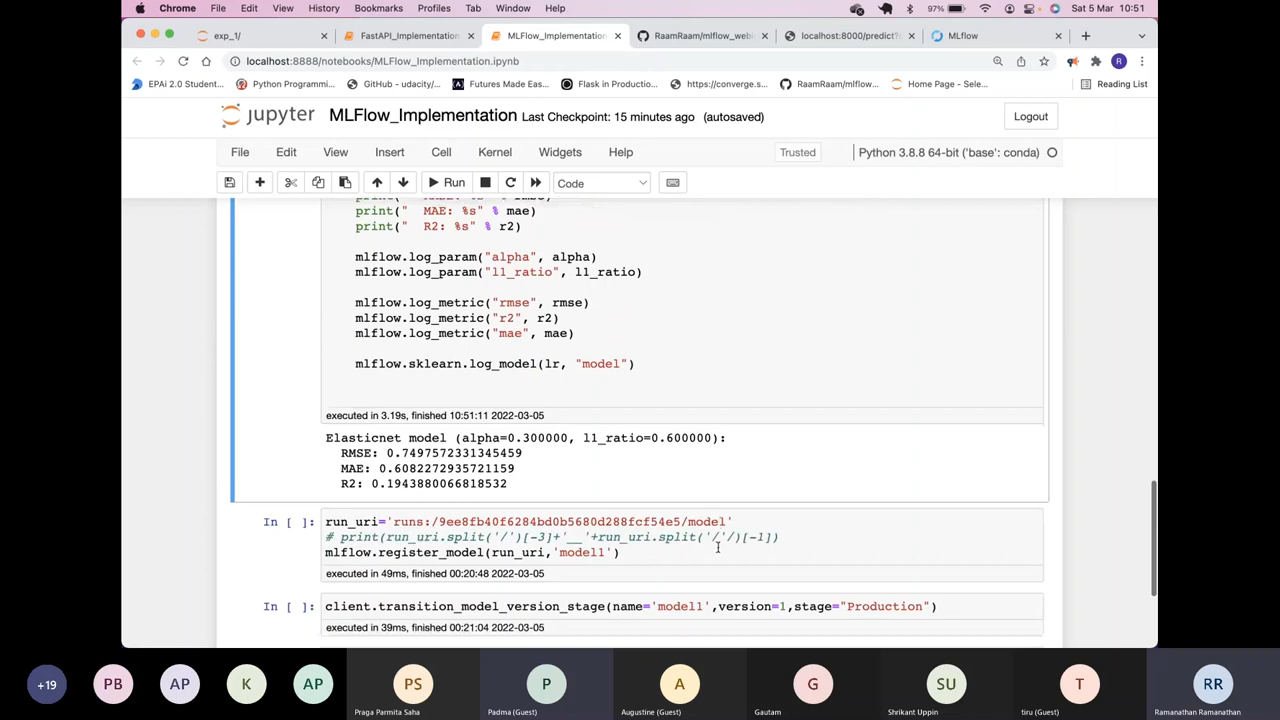 Chrome File Edit View History Bookmarks Profiles Tab Window Help 97% Sat 5 Mar 10:51
exp_1/ FastAPI_Implementation MLFlow_Implementation RaamRaam/mlflow_web localhost:8000/predict? MLflow
localhost:8888/notebooks/MLFlow_Implementation.ipynb R
EPAi 2.0 Student... Python Programmi... GitHub - udacity/... Futures Made Eas... Flask in Production... https://converge.s... RaamRaam/mlflow... Home Page - Sele... Reading List
jupyter MLFlow_Implementation Last Checkpoint: 15 minutes ago (autosaved) Logout
File Edit View Insert Cell Kernel Widgets Help Trusted Python 3.8.8 64-bit ('base': conda)
Run Code
print(" MAE: %s" % mae)
print(" R2: %s" % r2)
mlflow.log_param("alpha", alpha)
mlflow.log_param("l1_ratio", l1_ratio)
mlflow.log_metric("rmse", rmse)
mlflow.log_metric("r2", r2)
mlflow.log_metric("mae", mae)
mlflow.sklearn.log_model(lr, "model")
executed in 3.19s, finished 10:51:11 2022-03-05
Elasticnet model (alpha=0.300000, l1_ratio=0.600000):
RMSE: 0.7497572331345459
MAE: 0.6082272935721159
R2: 0.1943880066818532
In [ ]: run_uri='runs:/9ee8fb40f6284bd0b5680d288fcf54e5/model'
# print(run_uri.split('/')[-3]+'__'+run_uri.split('/'/)[-1])
mlflow.register_model(run_uri,'model1')
executed in 49ms, finished 00:20:48 2022-03-05
In [ ]: client.transition_model_version_stage(name='model1',version=1,stage="Production")
executed in 39ms, finished 00:21:04 2022-03-05
+19 PB AP K AP PS P A G SU T RR
Praga Parmita Saha Padma (Guest) Augustine (Guest) Gautam Shrikant Uppin tiru (Guest) Ramanathan Ramanathan